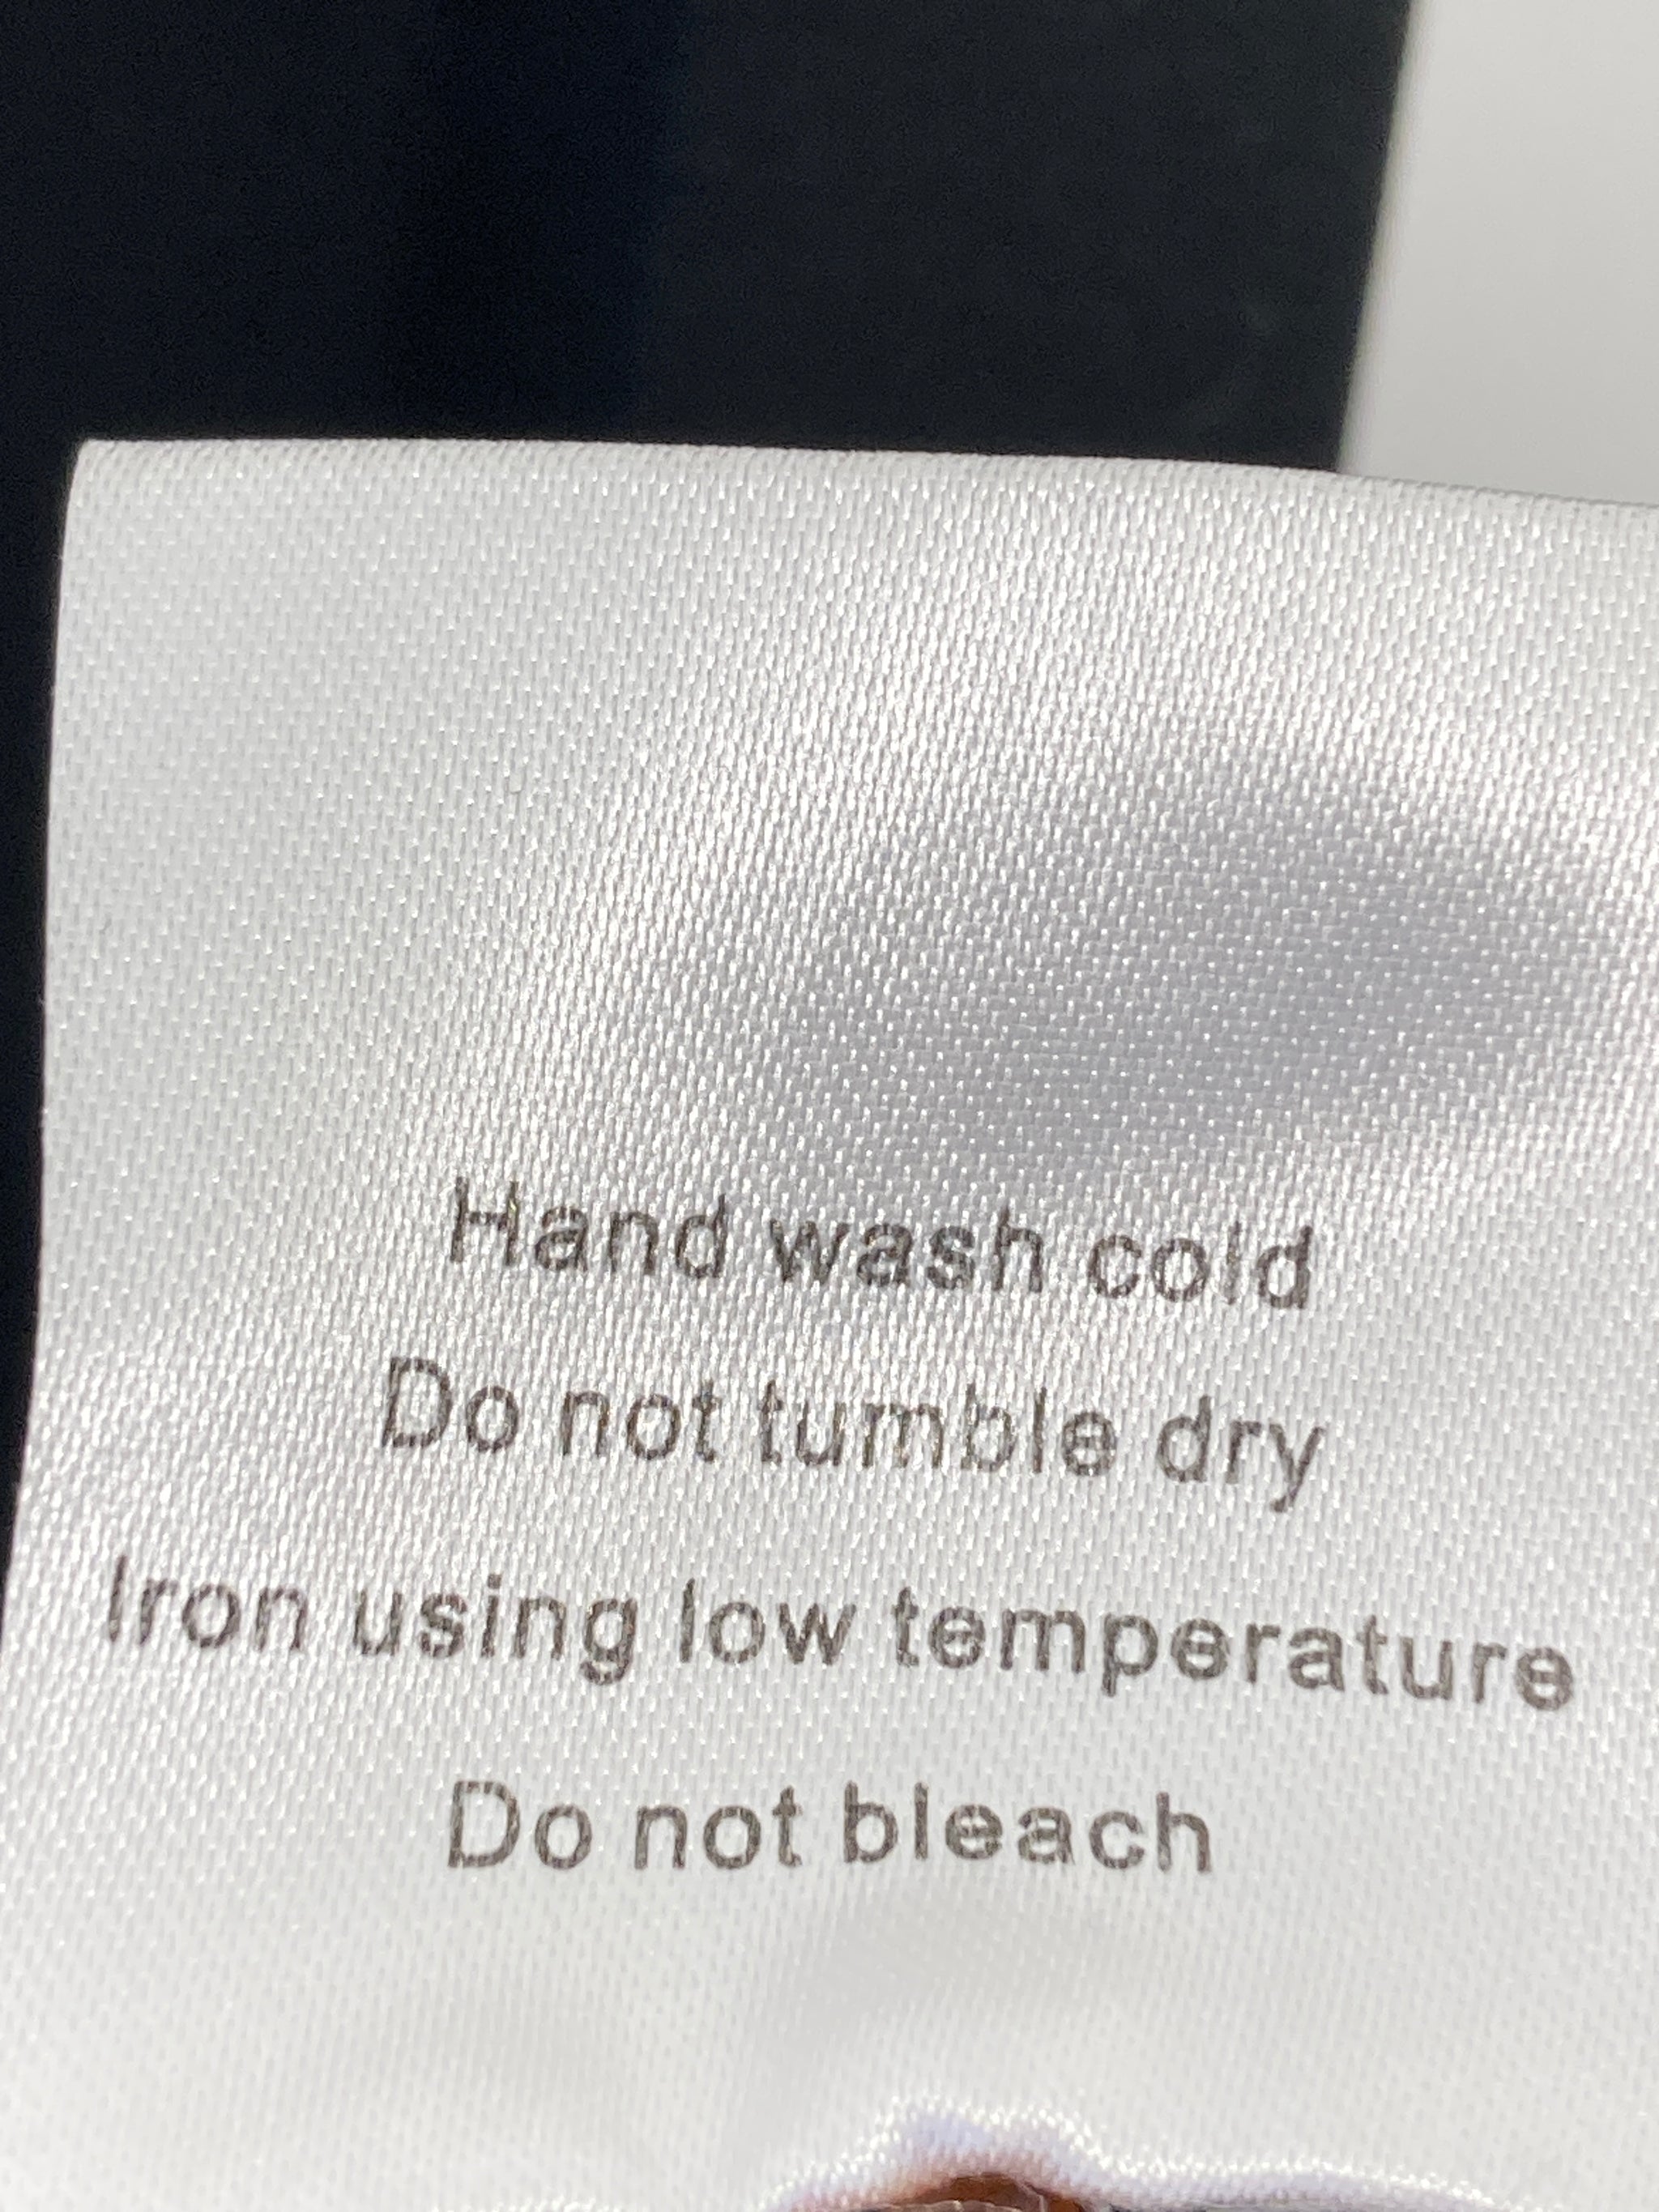 Hand wash cold
Do not tumble dry
Iron using low temperature
Do not bleach